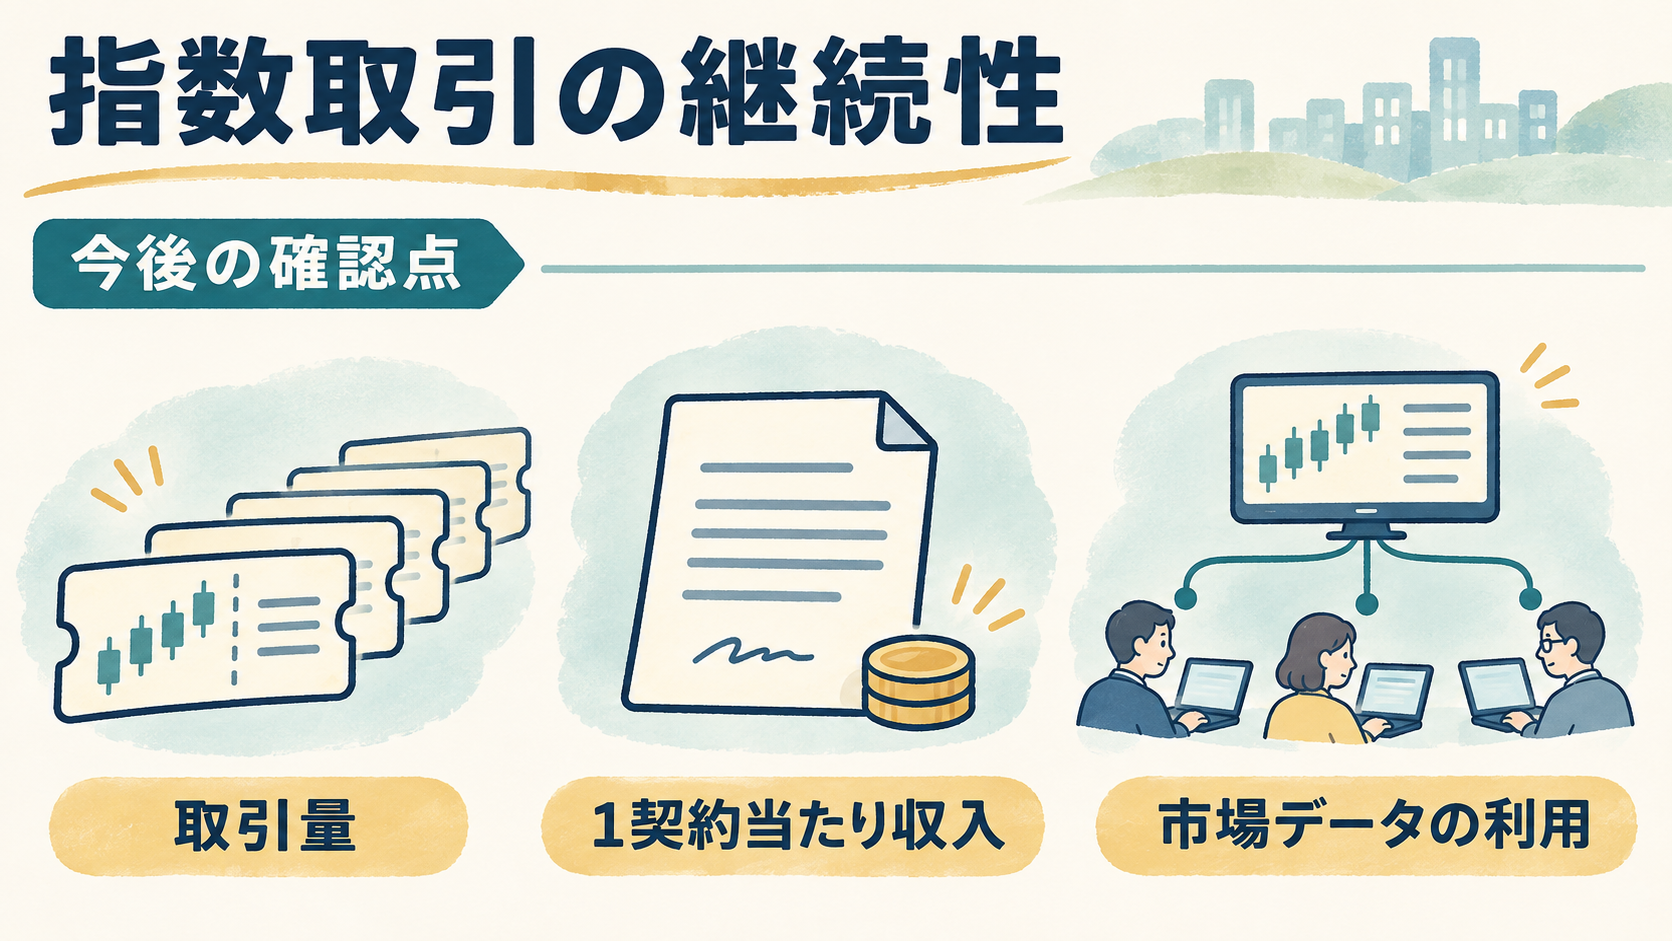 指数取引の継続性
今後の確認点
取引量
1契約当たり収入
市場データの利用